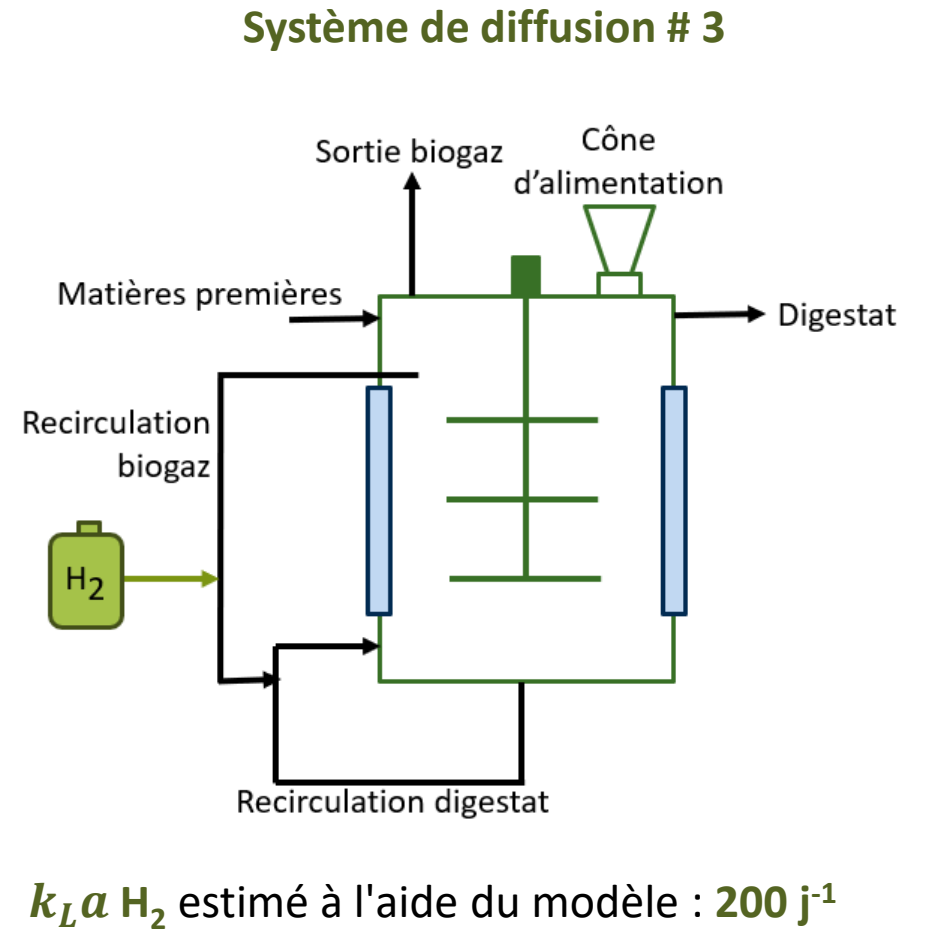 Système de diffusion # 3
Sortie biogaz
Cône
d'alimentation
Matières premières
Digestat
Recirculation
biogaz
H₂
Recirculation digestat
k_La H₂ estimé à l'aide du modèle : 200 j⁻¹